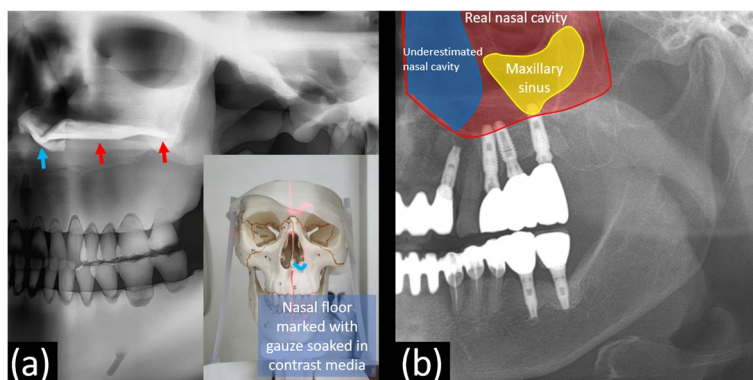 Real nasal cavity
Underestimated
nasal cavity
Maxillary
sinus
Nasal floor
marked with
gauze soaked in
contrast media
(a)
(b)